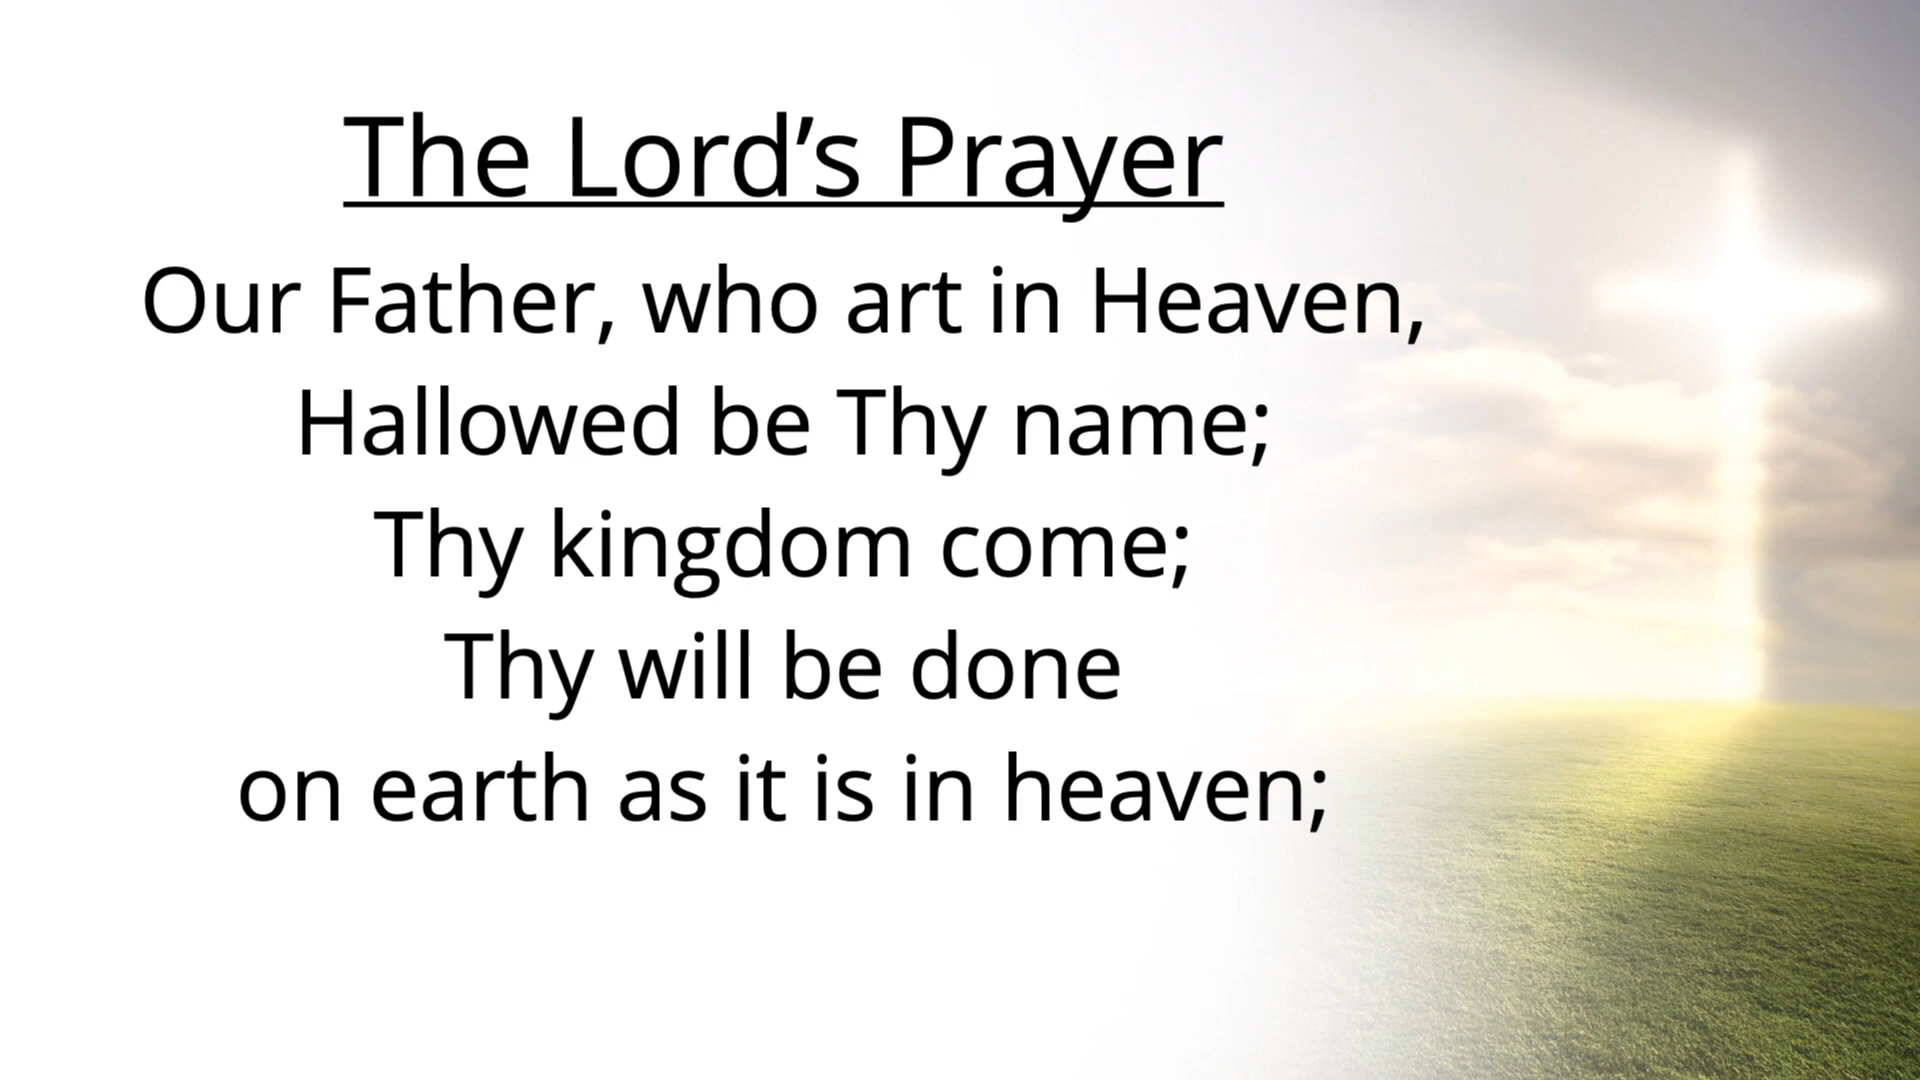 The Lord’s Prayer
Our Father, who art in Heaven,
Hallowed be Thy name;
Thy kingdom come;
Thy will be done
on earth as it is in heaven;